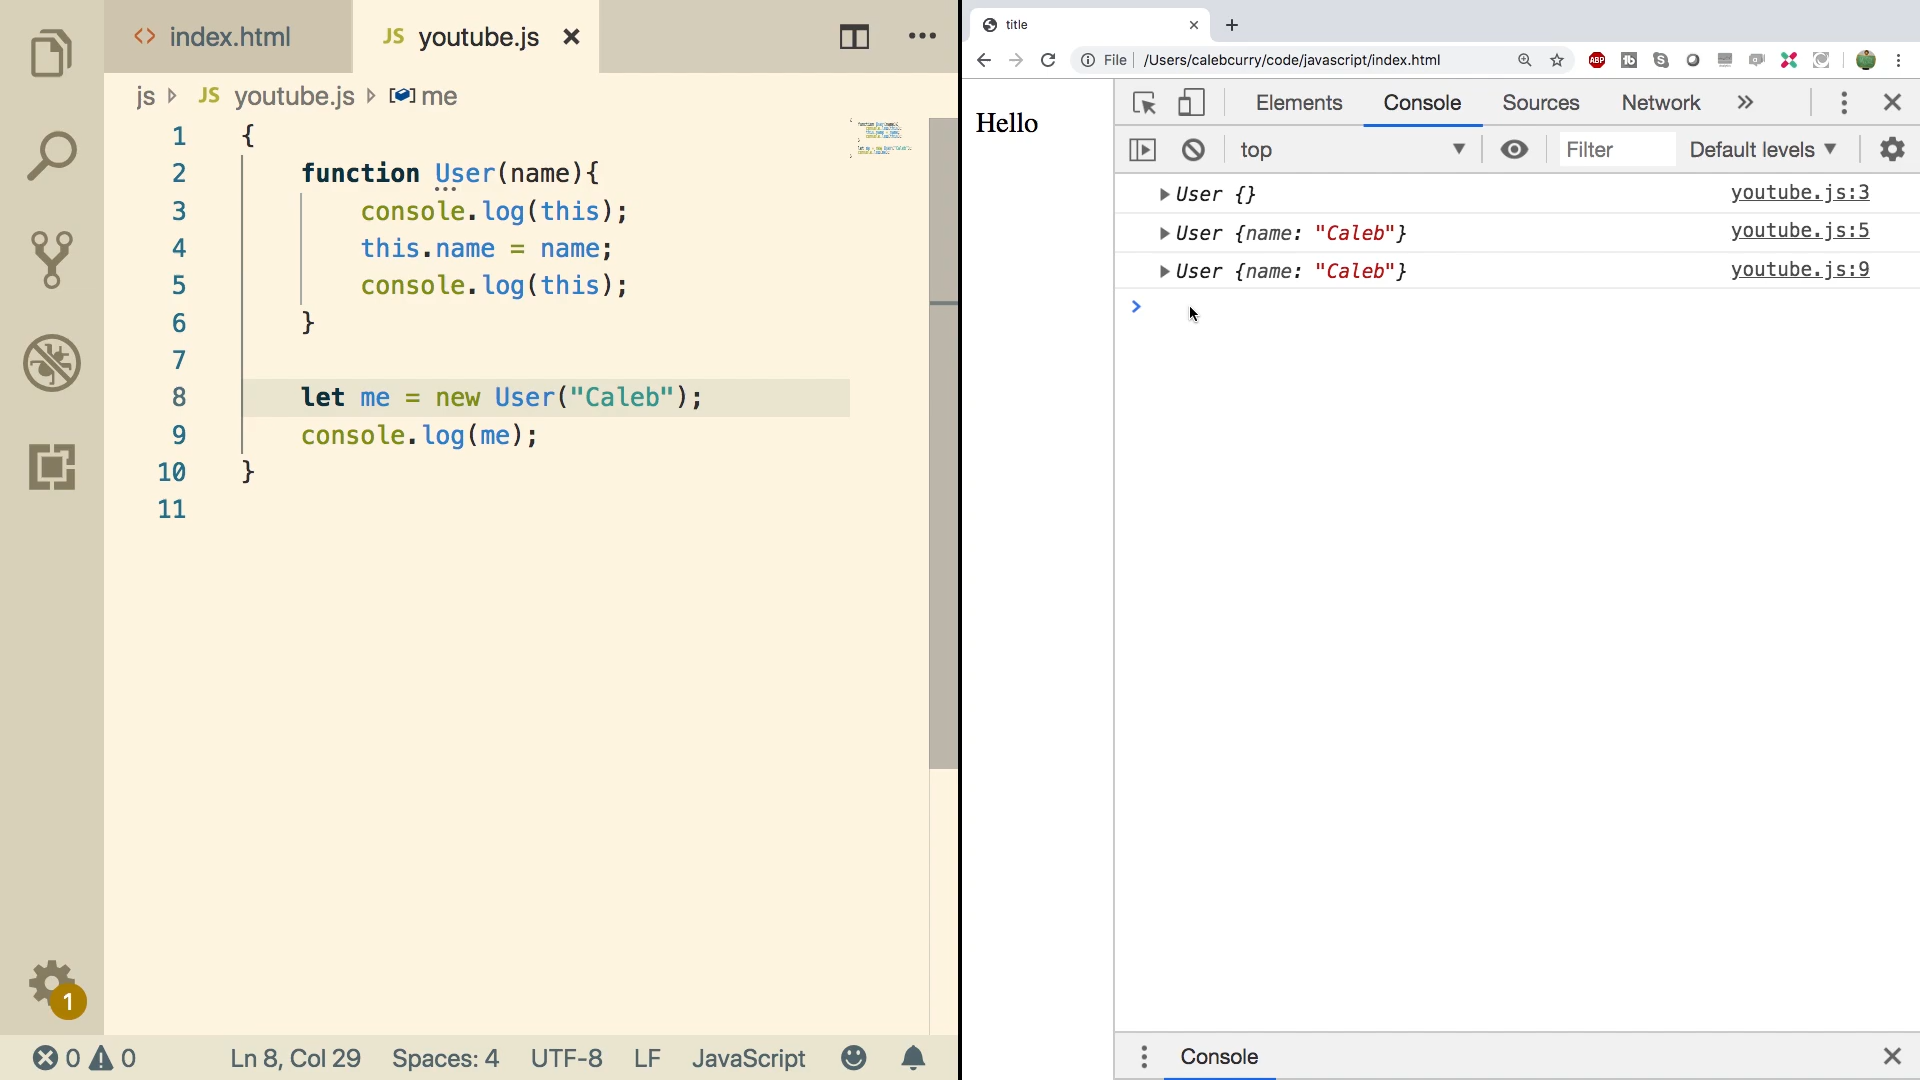 index.html
JS youtube.js
js JS youtube.js me
1 {
2 function User(name){
3 console.log(this);
4 this.name = name;
5 console.log(this);
6 }
7
8 let me = new User("Caleb");
9 console.log(me);
10 }
11
1
0 0 Ln 8, Col 29 Spaces: 4 UTF-8 LF JavaScript
title
File /Users/calebcurry/code/javascript/index.html ABP
Hello
Elements Console Sources Network
top Filter Default levels
User {} youtube.js:3
User {name: "Caleb"} youtube.js:5
User {name: "Caleb"} youtube.js:9
Console